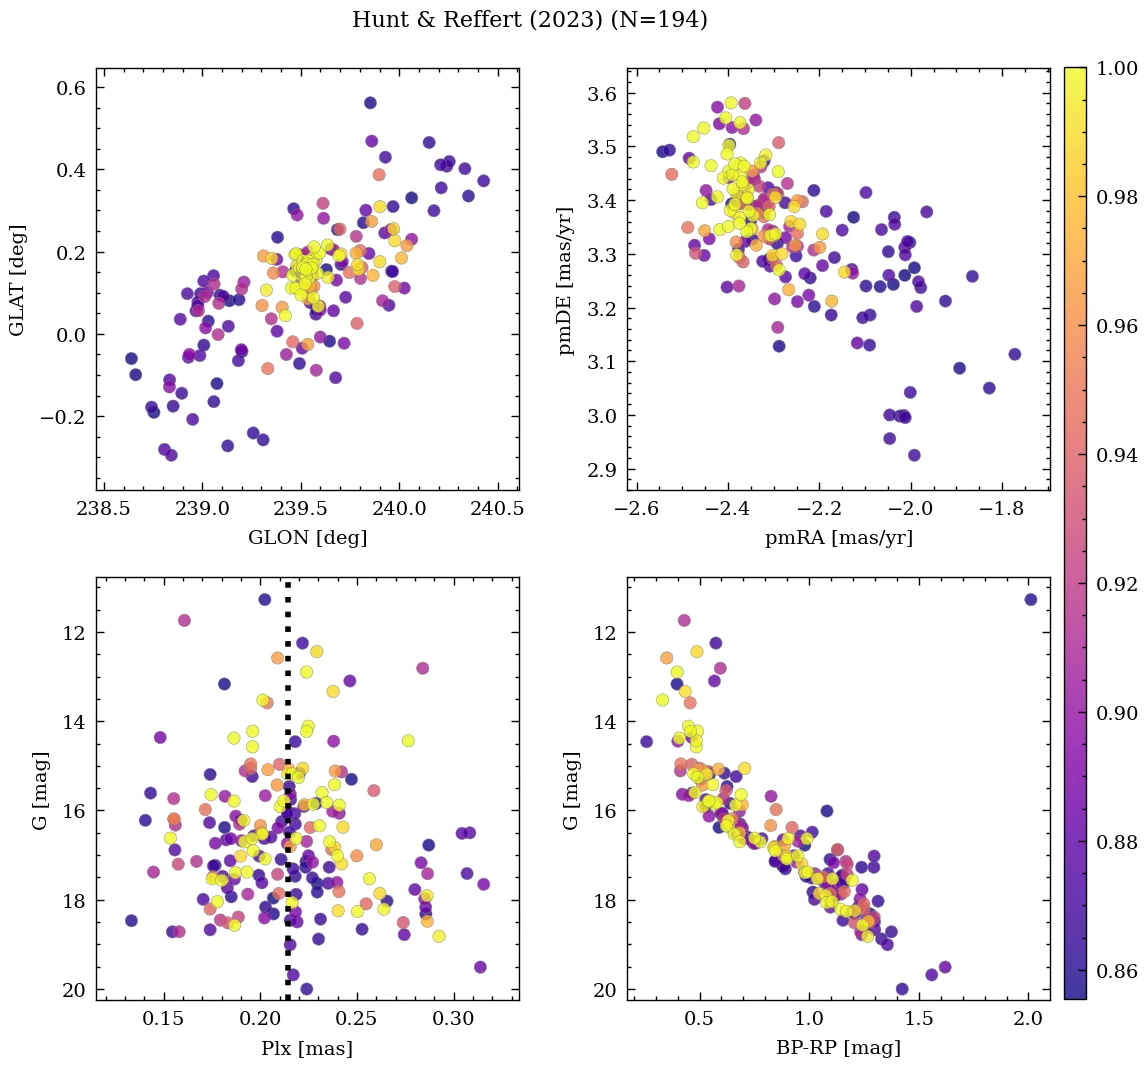 Hunt & Reffert (2023) (N=194)
0.6
0.4
0.2
0.0
−0.2
GLAT [deg]
238.5 239.0 239.5 240.0 240.5
GLON [deg]
3.6
3.5
3.4
3.3
3.2
3.1
3.0
2.9
pmDE [mas/yr]
−2.6 −2.4 −2.2 −2.0 −1.8
pmRA [mas/yr]
12
14
16
18
20
G [mag]
0.15 0.20 0.25 0.30
Plx [mas]
12
14
16
18
20
G [mag]
0.5 1.0 1.5 2.0
BP-RP [mag]
1.00
0.98
0.96
0.94
0.92
0.90
0.88
0.86